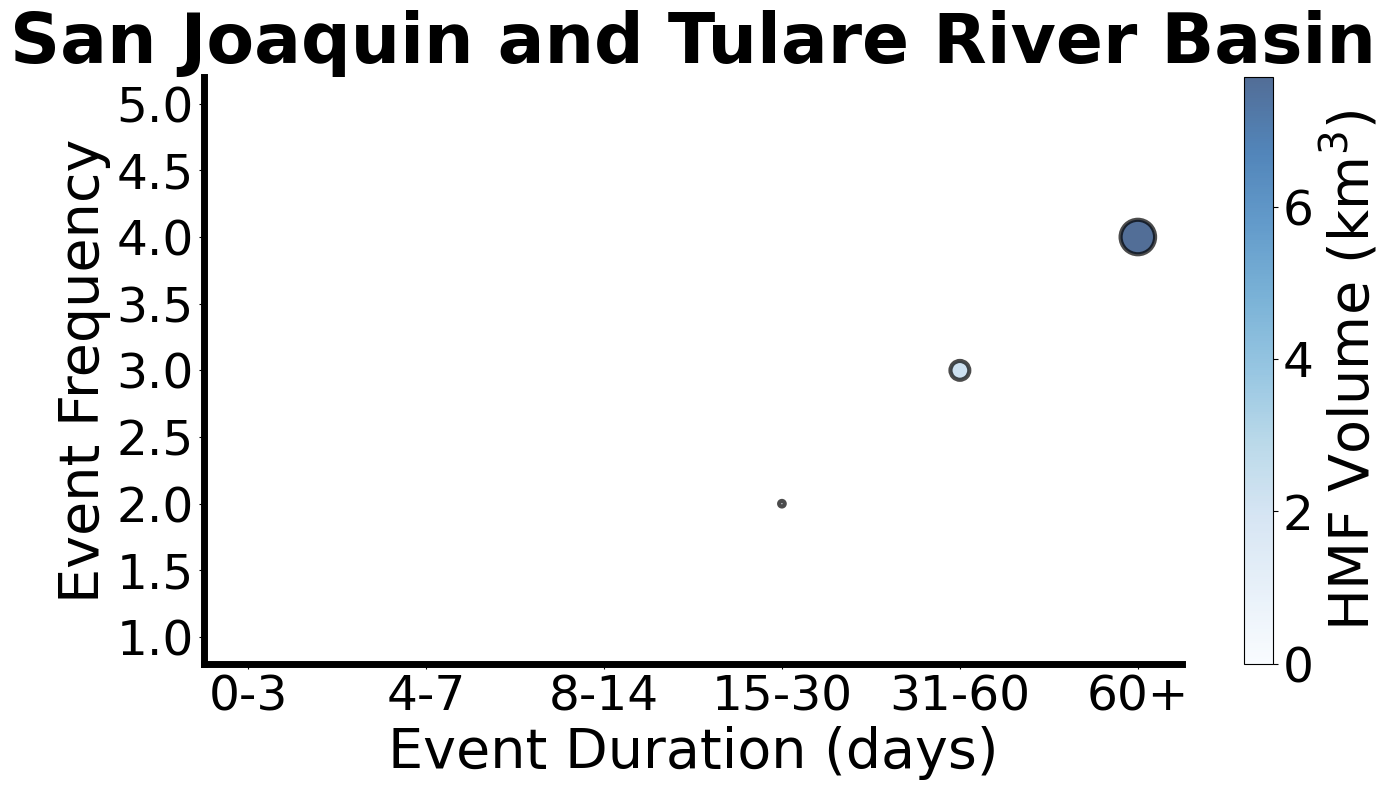 San Joaquin and Tulare River Basin
Event Frequency
5.0
4.5
4.0
3.5
3.0
2.5
2.0
1.5
1.0
0-3 4-7 8-14 15-30 31-60 60+
Event Duration (days)
6
4
2
0
HMF Volume (km³)